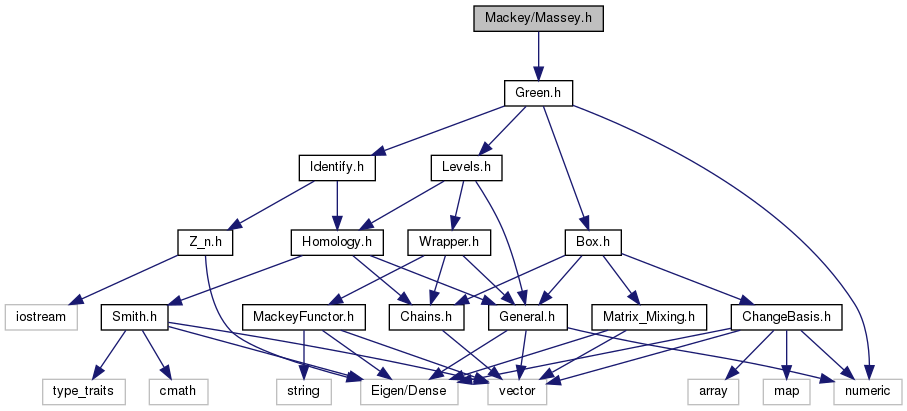 Mackey/Massey.h
Green.h
Identify.h
Levels.h
Z_n.h
Homology.h
Wrapper.h
Box.h
iostream
Smith.h
MackeyFunctor.h
Chains.h
General.h
Matrix_Mixing.h
ChangeBasis.h
type_traits
cmath
string
Eigen/Dense
vector
array
map
numeric